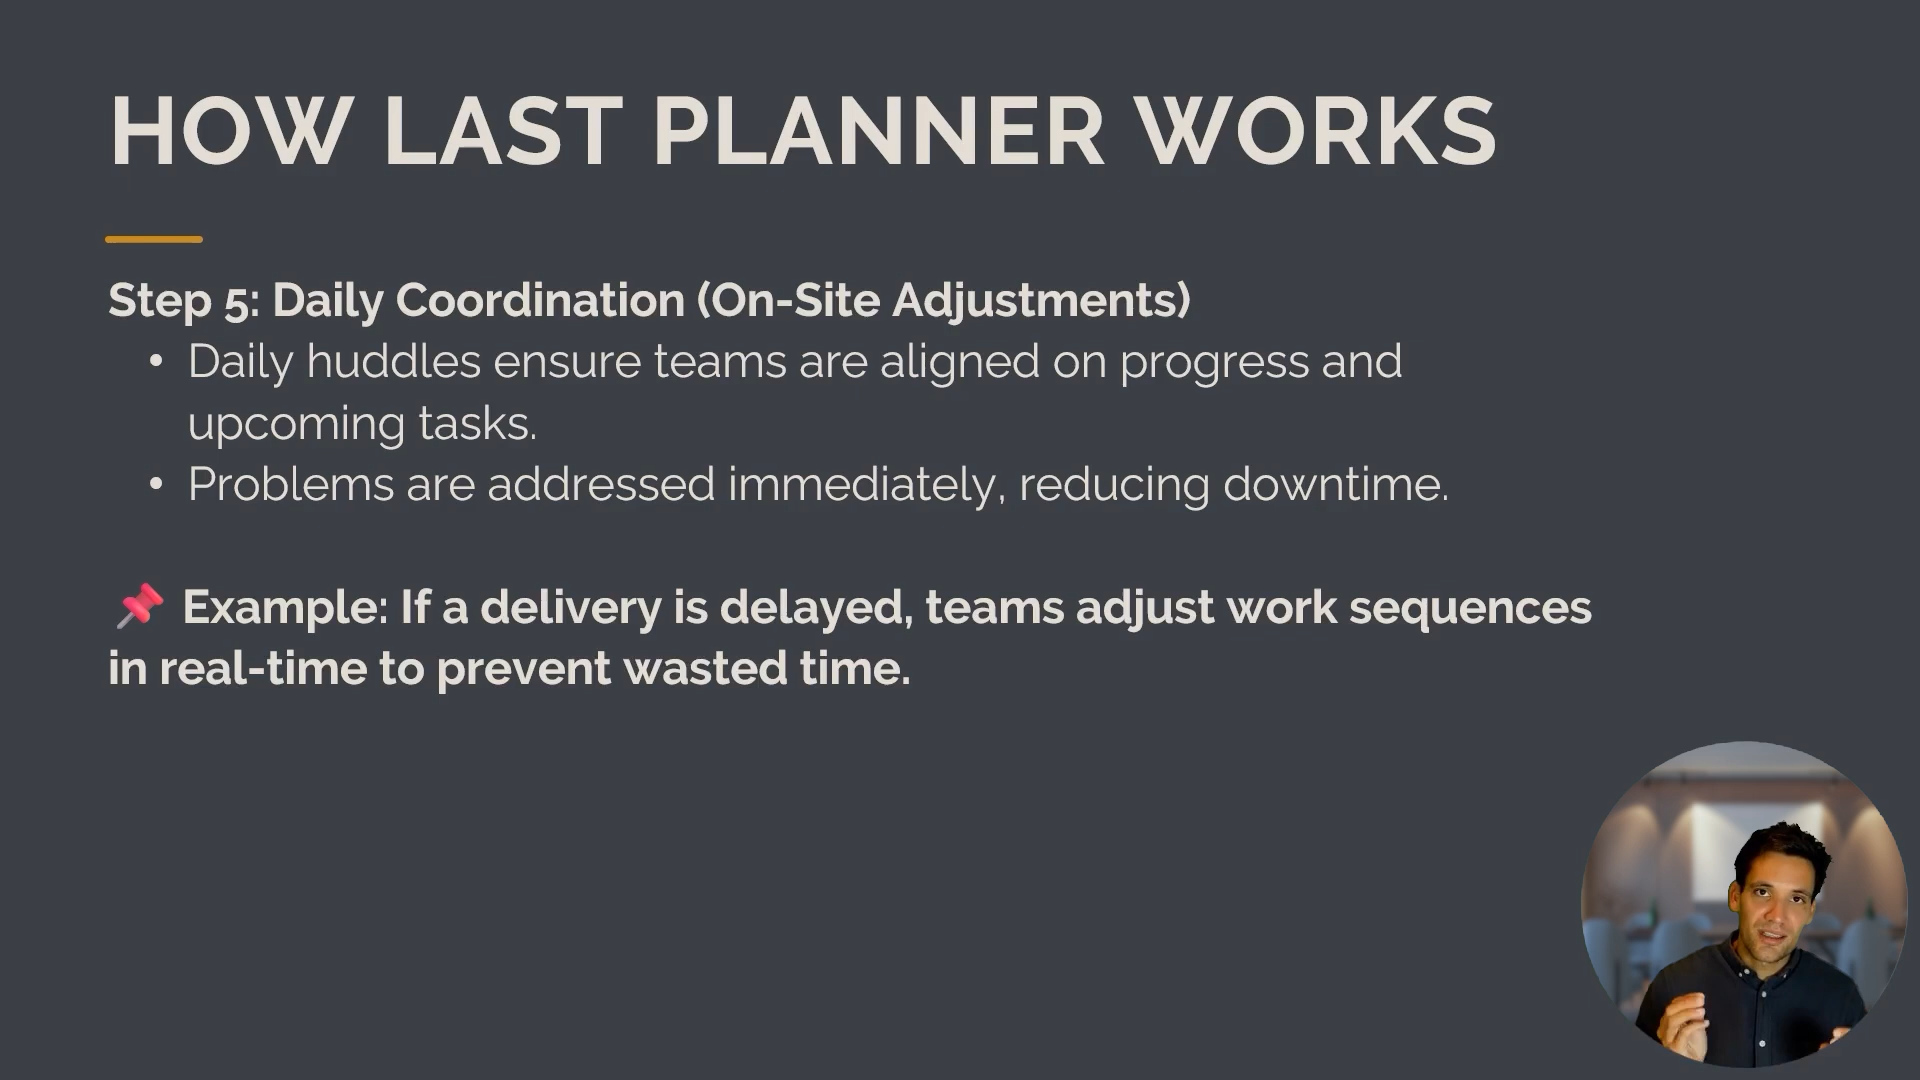 HOW LAST PLANNER WORKS
Step 5: Daily Coordination (On-Site Adjustments)
• Daily huddles ensure teams are aligned on progress and
upcoming tasks.
• Problems are addressed immediately, reducing downtime.
📌 Example: If a delivery is delayed, teams adjust work sequences
in real-time to prevent wasted time.